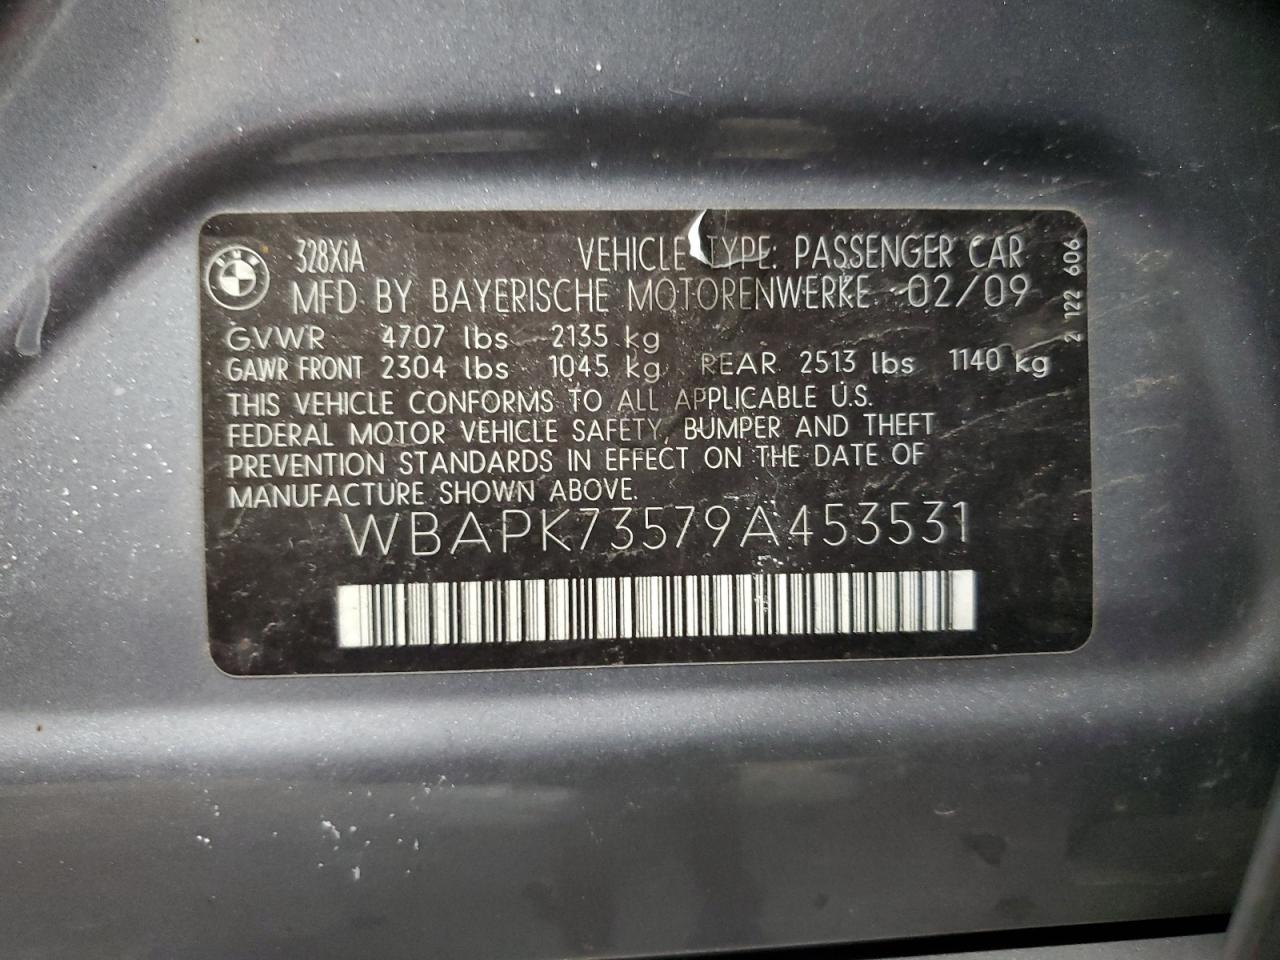 BMW
328XiA VEHICLE TYPE: PASSENGER CAR
MFD BY BAYERISCHE MOTORENWERKE 02/09
GVWR 4707 lbs 2135 kg
GAWR FRONT 2304 lbs 1045 kg REAR 2513 lbs 1140 kg
THIS VEHICLE CONFORMS TO ALL APPLICABLE U.S.
FEDERAL MOTOR VEHICLE SAFETY, BUMPER AND THEFT
PREVENTION STANDARDS IN EFFECT ON THE DATE OF
MANUFACTURE SHOWN ABOVE.
WBAPK73579A453531
2 122 606